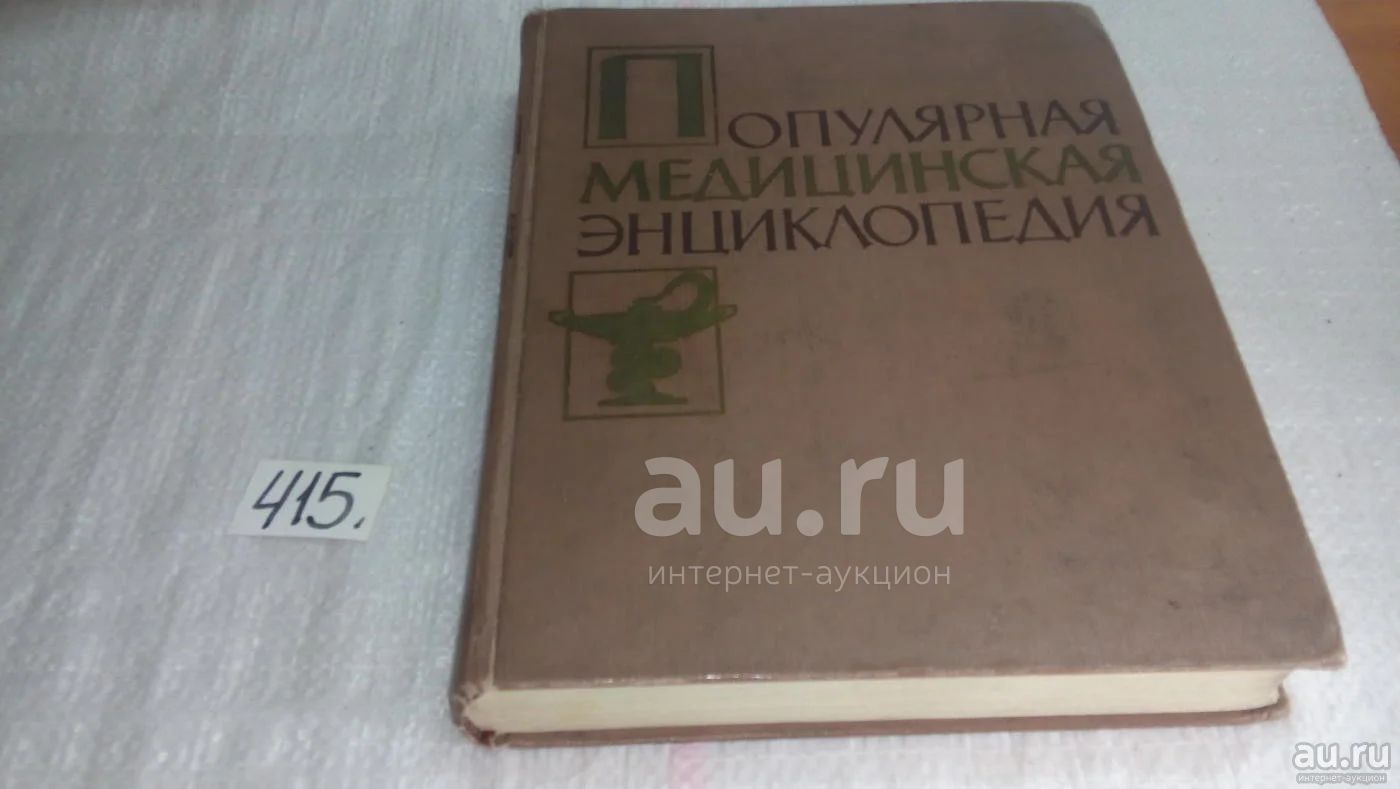 ПОПУЛЯРНАЯ
МЕДИЦИНСКАЯ
ЭНЦИКЛОПЕДИЯ
415.
au.ru
интернет-аукцион
au.ru
интернет-аукцион